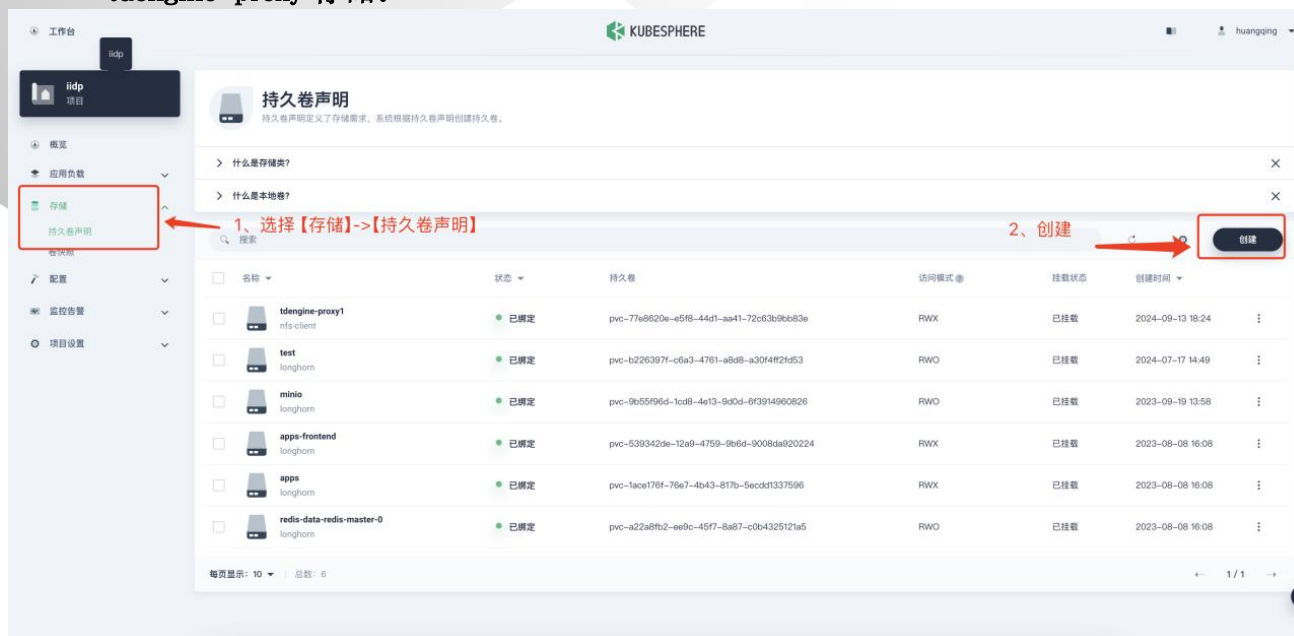 tdengine-proxy 存储。
工作台
KUBESPHERE
huangqing
iidp
iidp
项目
持久卷声明
持久卷声明定义了存储需求，系统根据持久卷声明创建持久卷。
概览
应用负载
存储
持久卷声明
卷快照
配置
监控告警
项目设置
什么是存储类?
什么是本地卷?
1、选择【存储】->【持久卷声明】
2、创建
搜索
创建
名称 状态 持久卷 访问模式 挂载状态 创建时间
tdengine-proxy1 已绑定 pvc-77e8620e-e5f8-44d1-aa41-72c63b9bb83e RWX 已挂载 2024-09-13 18:24
nfs-client
test 已绑定 pvc-b226397f-c6a3-4761-a8d8-a30f4ff2fd53 RWO 已挂载 2024-07-17 14:49
longhorn
minio 已绑定 pvc-9b55f96d-1cd8-4e13-9d0d-6f3914960826 RWO 已挂载 2023-09-19 13:58
longhorn
apps-frontend 已绑定 pvc-539342de-12a9-4759-9b6d-9008da920224 RWX 已挂载 2023-08-08 16:08
longhorn
apps 已绑定 pvc-1ace176f-76e7-4b43-817b-5ecdd1337596 RWX 已挂载 2023-08-08 16:08
longhorn
redis-data-redis-master-0 已绑定 pvc-a22a8fb2-ee9c-45f7-8a87-c0b4325121a5 RWO 已挂载 2023-08-08 16:08
longhorn
每页显示: 10 总数: 6
1 / 1